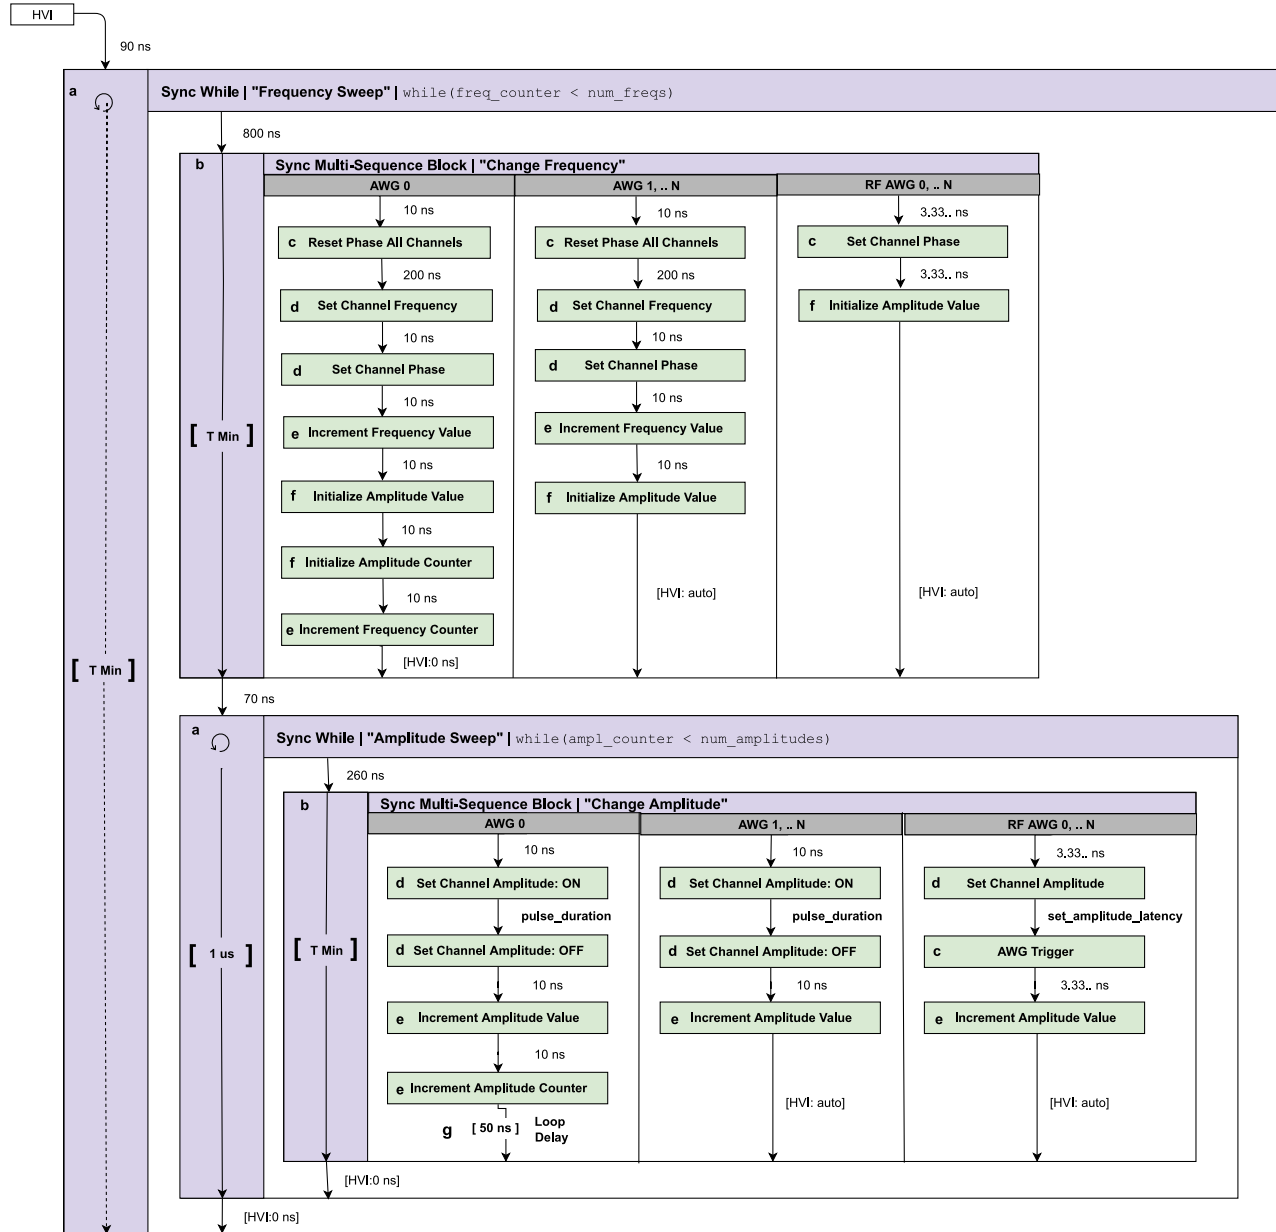 HVI
90 ns
a
Sync While | "Frequency Sweep" | while(freq_counter < num_freqs)
800 ns
b
Sync Multi-Sequence Block | "Change Frequency"
AWG 0
AWG 1, .. N
RF AWG 0, .. N
10 ns
10 ns
3.33.. ns
c Reset Phase All Channels
c Reset Phase All Channels
c Set Channel Phase
200 ns
200 ns
3.33.. ns
d Set Channel Frequency
d Set Channel Frequency
f Initialize Amplitude Value
10 ns
10 ns
d Set Channel Phase
d Set Channel Phase
10 ns
10 ns
[ T Min ]
e Increment Frequency Value
e Increment Frequency Value
10 ns
10 ns
f Initialize Amplitude Value
f Initialize Amplitude Value
10 ns
f Initialize Amplitude Counter
10 ns
[HVI: auto]
[HVI: auto]
e Increment Frequency Counter
[HVI:0 ns]
[ T Min ]
70 ns
a
Sync While | "Amplitude Sweep" | while(ampl_counter < num_amplitudes)
260 ns
b
Sync Multi-Sequence Block | "Change Amplitude"
AWG 0
AWG 1, .. N
RF AWG 0, .. N
10 ns
10 ns
3.33.. ns
d Set Channel Amplitude: ON
d Set Channel Amplitude: ON
d Set Channel Amplitude
pulse_duration
pulse_duration
set_amplitude_latency
[ 1 us ]
[ T Min ]
d Set Channel Amplitude: OFF
d Set Channel Amplitude: OFF
c AWG Trigger
10 ns
10 ns
3.33.. ns
e Increment Amplitude Value
e Increment Amplitude Value
e Increment Amplitude Value
10 ns
e Increment Amplitude Counter
[HVI: auto]
[HVI: auto]
g [ 50 ns ] Loop
Delay
[HVI:0 ns]
[HVI:0 ns]